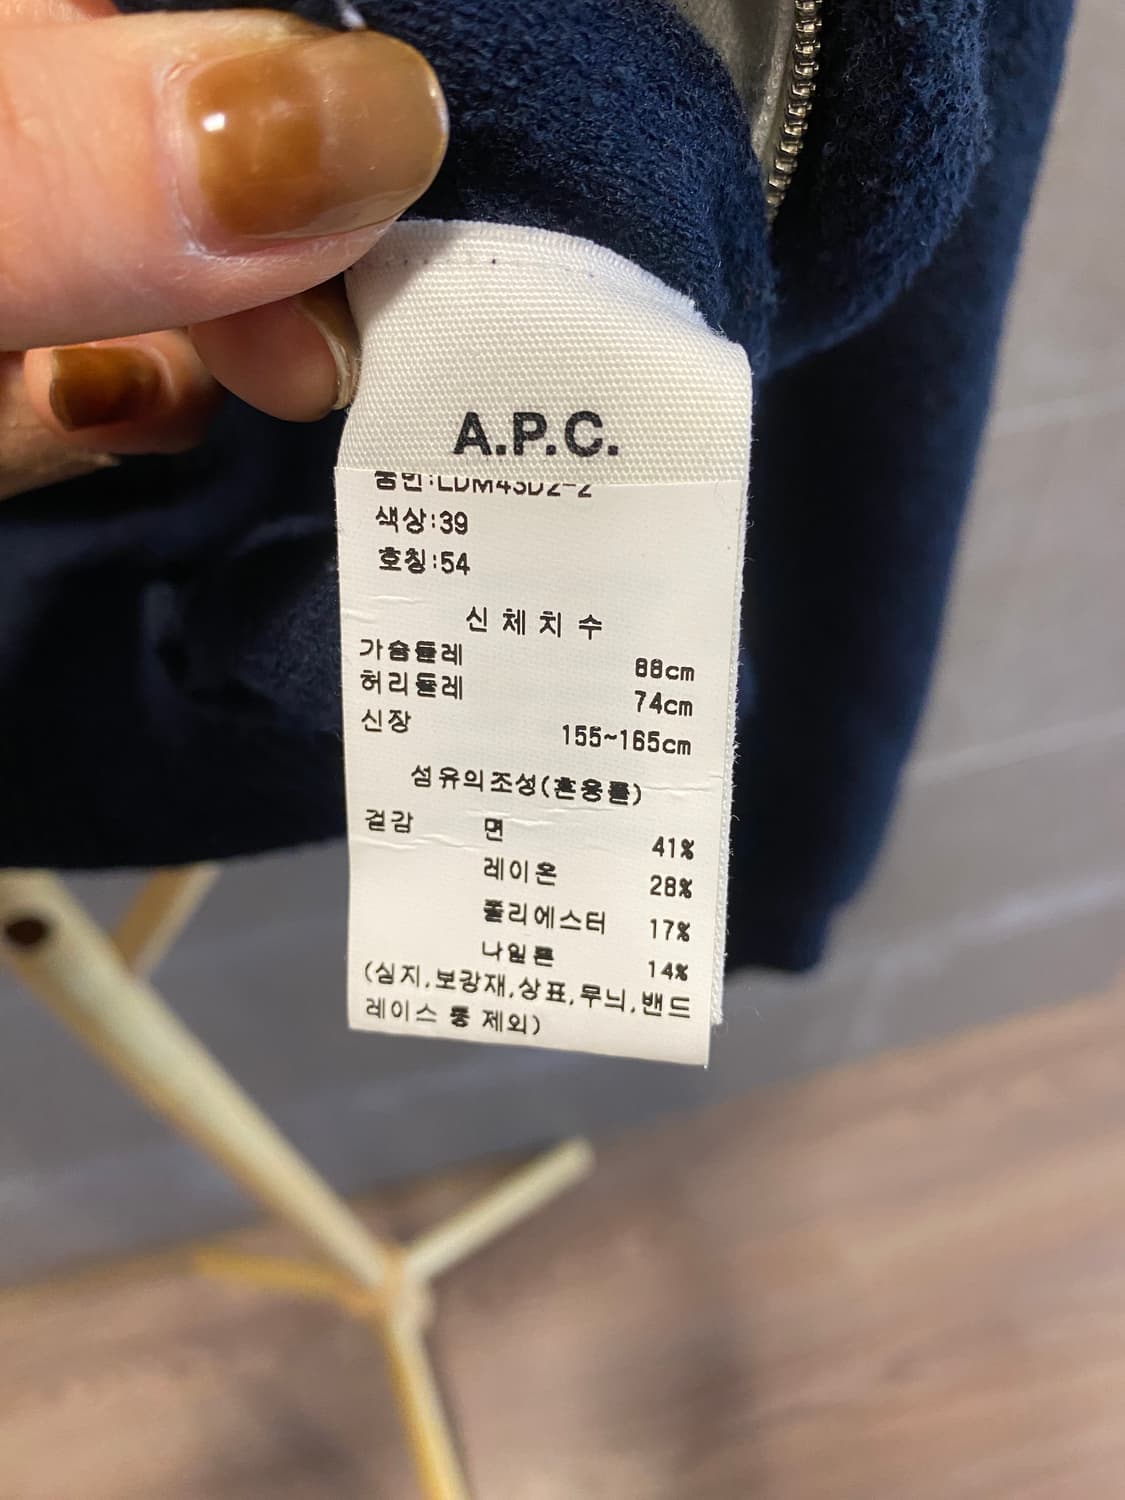 A.P.C.
품번:LDM43D2-2
색상:39
호칭:54
신체치수
가슴둘레 88cm
허리둘레 74cm
신장 155~165cm
섬유의조성(혼용률)
겉감 면 41%
레이온 28%
폴리에스터 17%
나일론 14%
(심지,보강재,상표,무늬,밴드
레이스 등 제외)